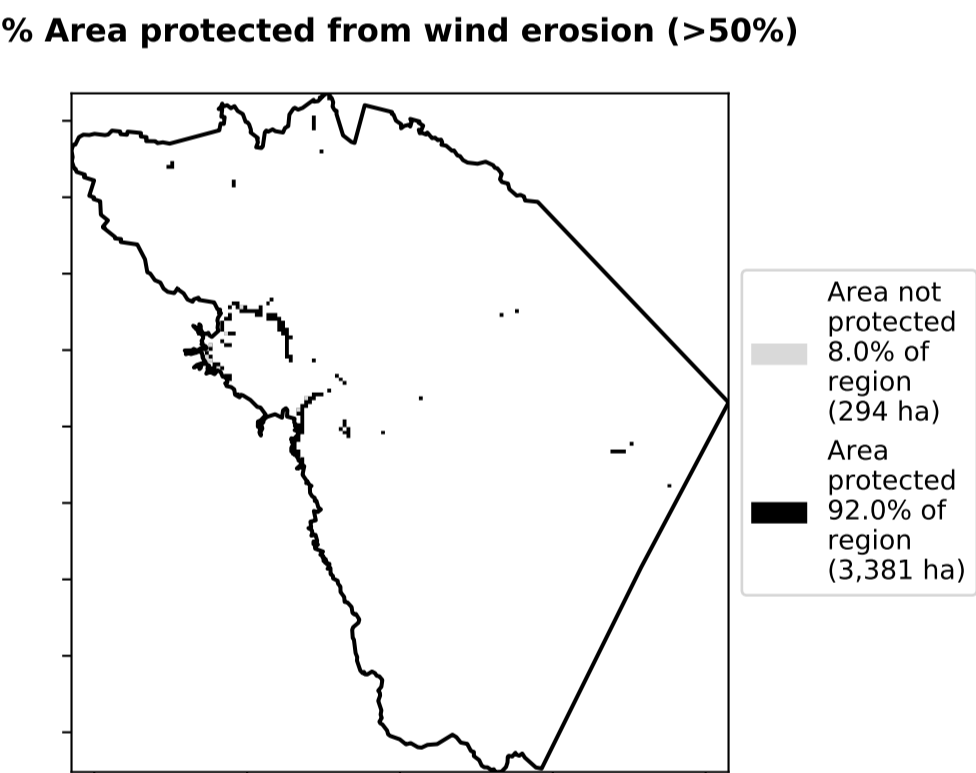 % Area protected from wind erosion (>50%)
Area not
protected
8.0% of
region
(294 ha)
Area
protected
92.0% of
region
(3,381 ha)